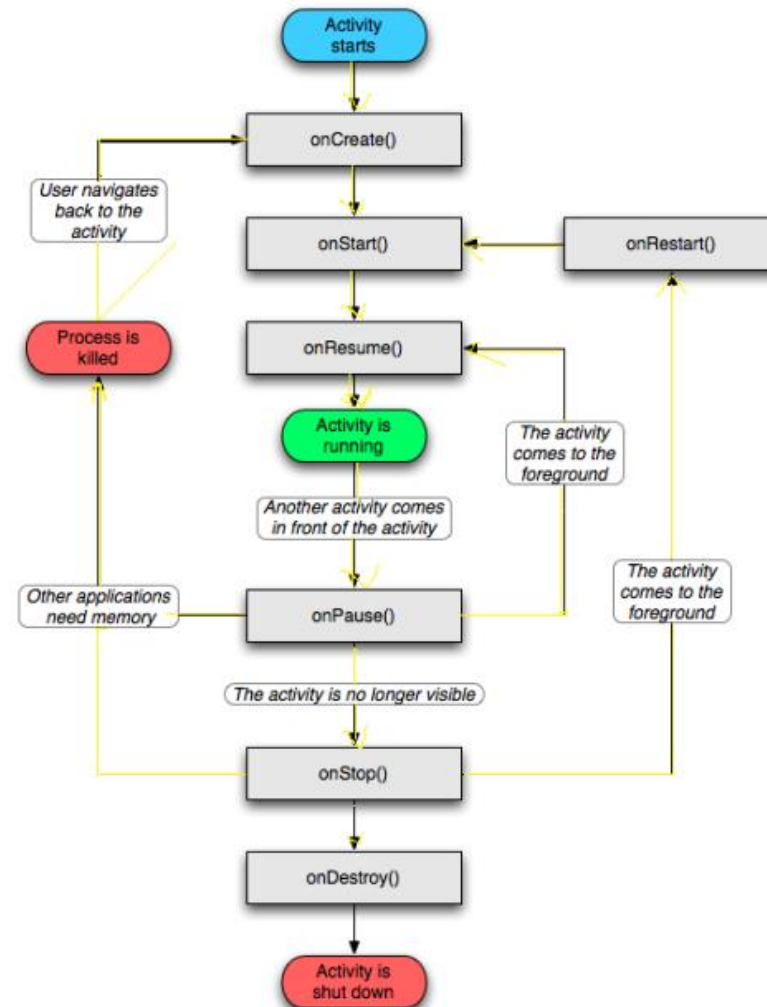 Activity
starts
onCreate()
User navigates
back to the
activity
onStart()
onRestart()
Process is
killed
onResume()
Activity is
running
The activity
comes to the
foreground
Another activity comes
in front of the activity
Other applications
need memory
onPause()
The activity
comes to the
foreground
The activity is no longer visible
onStop()
onDestroy()
Activity is
shut down